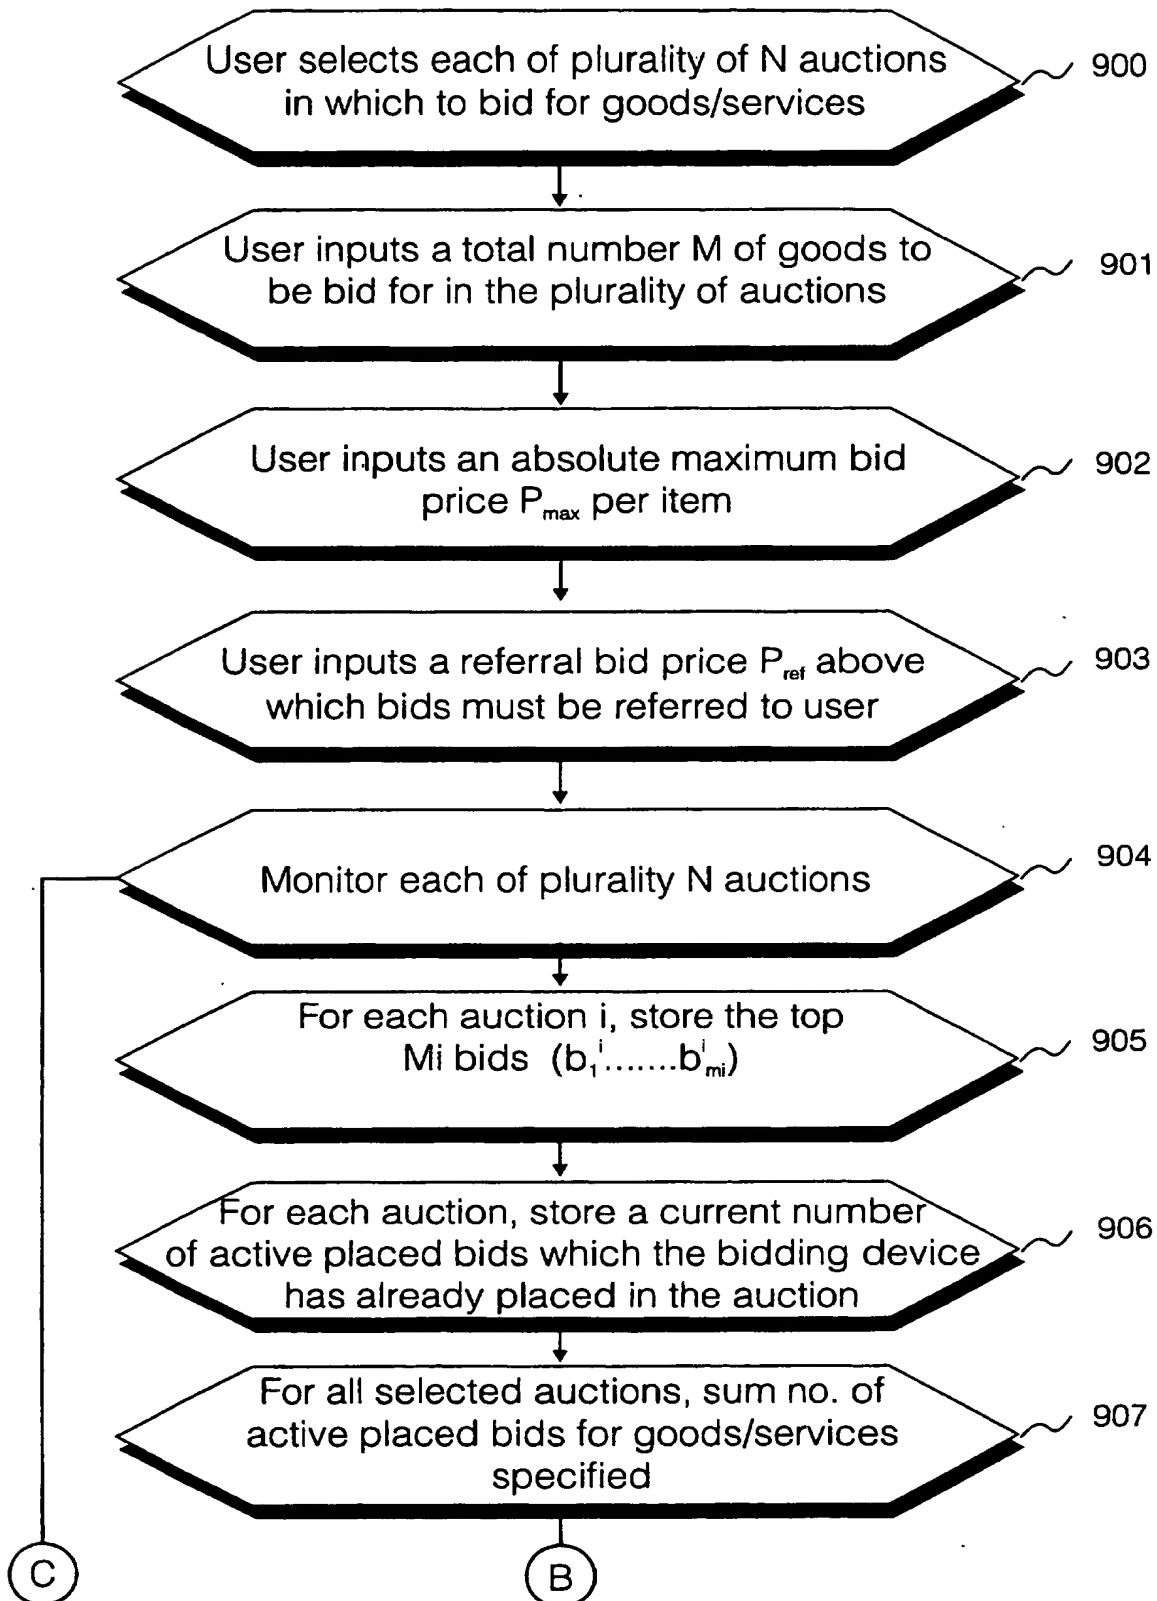 User selects each of plurality of N auctions
in which to bid for goods/services
900
User inputs a total number M of goods to
be bid for in the plurality of auctions
901
User inputs an absolute maximum bid
price Pmax per item
902
User inputs a referral bid price Pref above
which bids must be referred to user
903
Monitor each of plurality N auctions
904
For each auction i, store the top
Mi bids (b₁ⁱ.......bⁱmi)
905
For each auction, store a current number
of active placed bids which the bidding device
has already placed in the auction
906
For all selected auctions, sum no. of
active placed bids for goods/services
specified
907
C
B